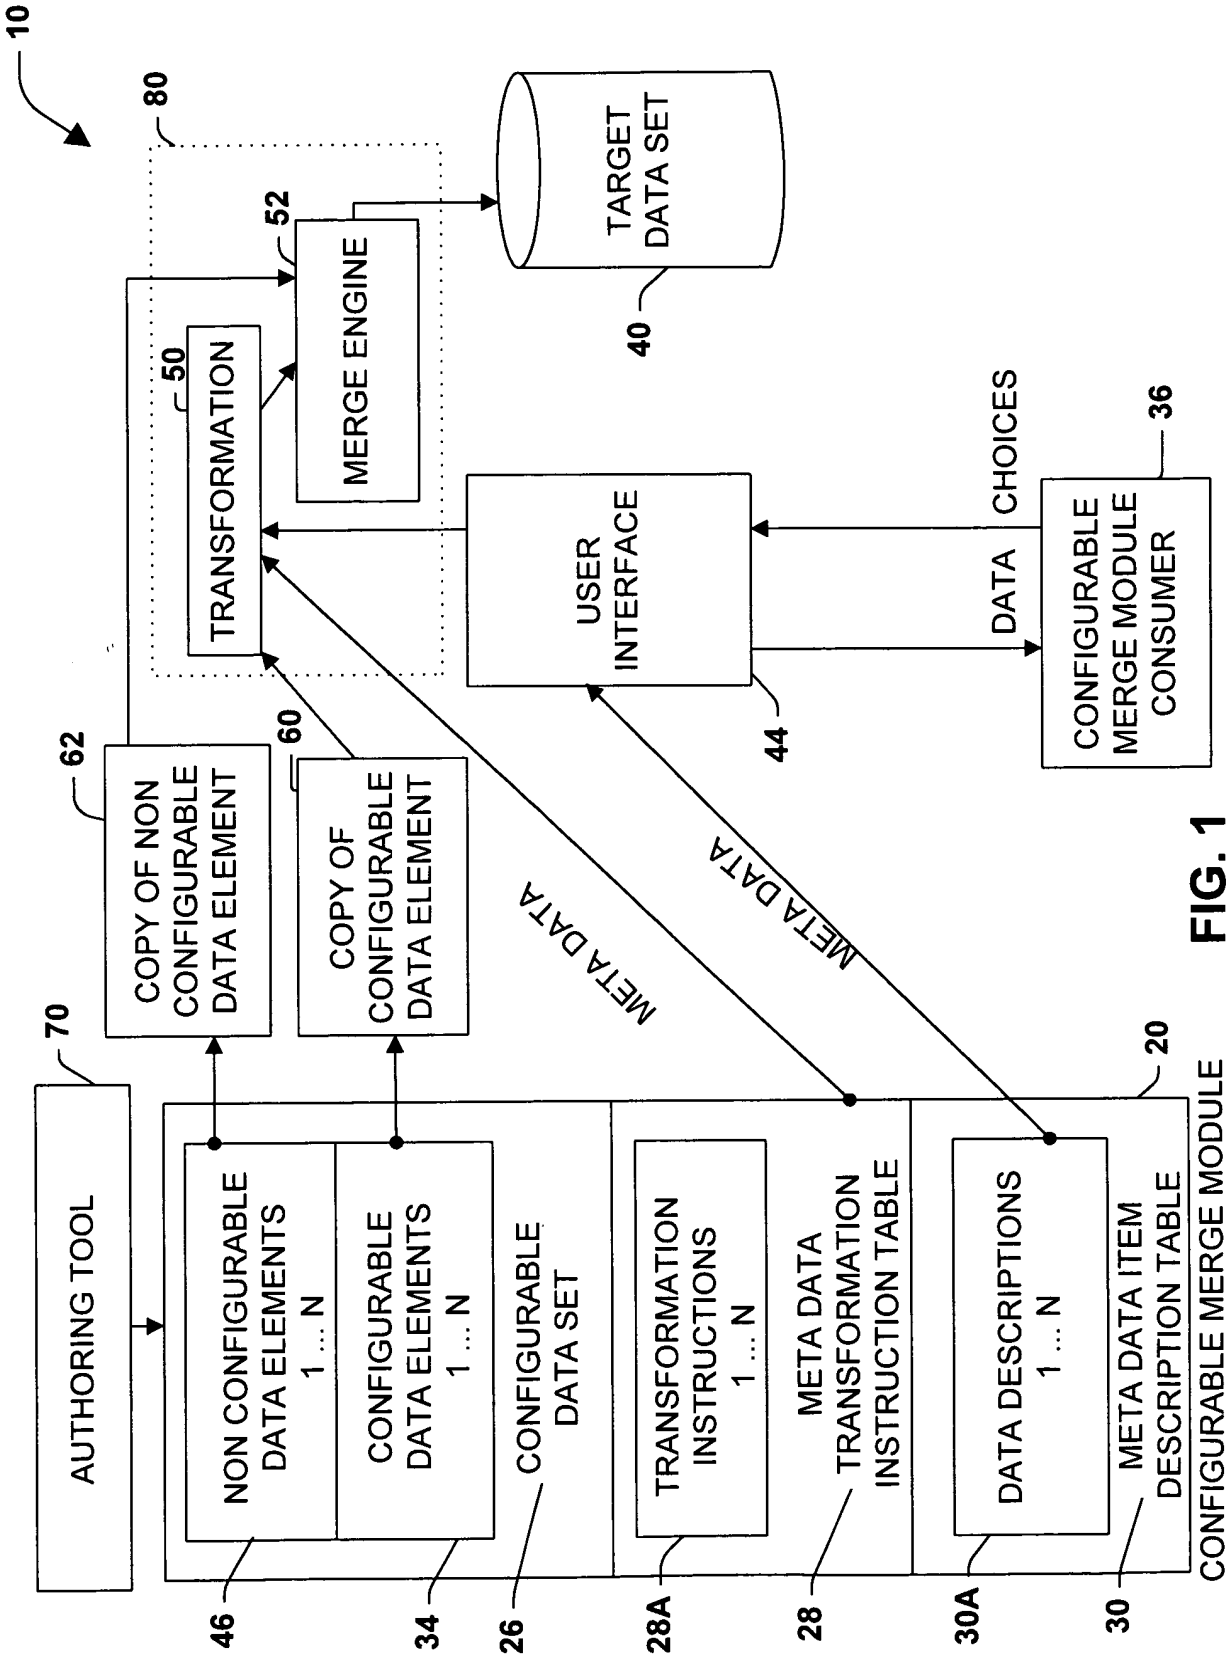 10
AUTHORING TOOL
70
62
COPY OF NON
CONFIGURABLE
DATA ELEMENT
60
COPY OF
CONFIGURABLE
DATA ELEMENT
80
50
TRANSFORMATION
52
MERGE ENGINE
46
NON CONFIGURABLE
DATA ELEMENTS
1 ... N
34
CONFIGURABLE
DATA ELEMENTS
1 ... N
26
CONFIGURABLE
DATA SET
META DATA
META DATA
USER
INTERFACE
44
TARGET
DATA SET
40
28A
TRANSFORMATION
INSTRUCTIONS
1 ... N
28
META DATA
TRANSFORMATION
INSTRUCTION TABLE
30A
DATA DESCRIPTIONS
1 ... N
30
META DATA ITEM
DESCRIPTION TABLE
20
CONFIGURABLE MERGE MODULE
DATA
CHOICES
36
CONFIGURABLE
MERGE MODULE
CONSUMER
FIG. 1